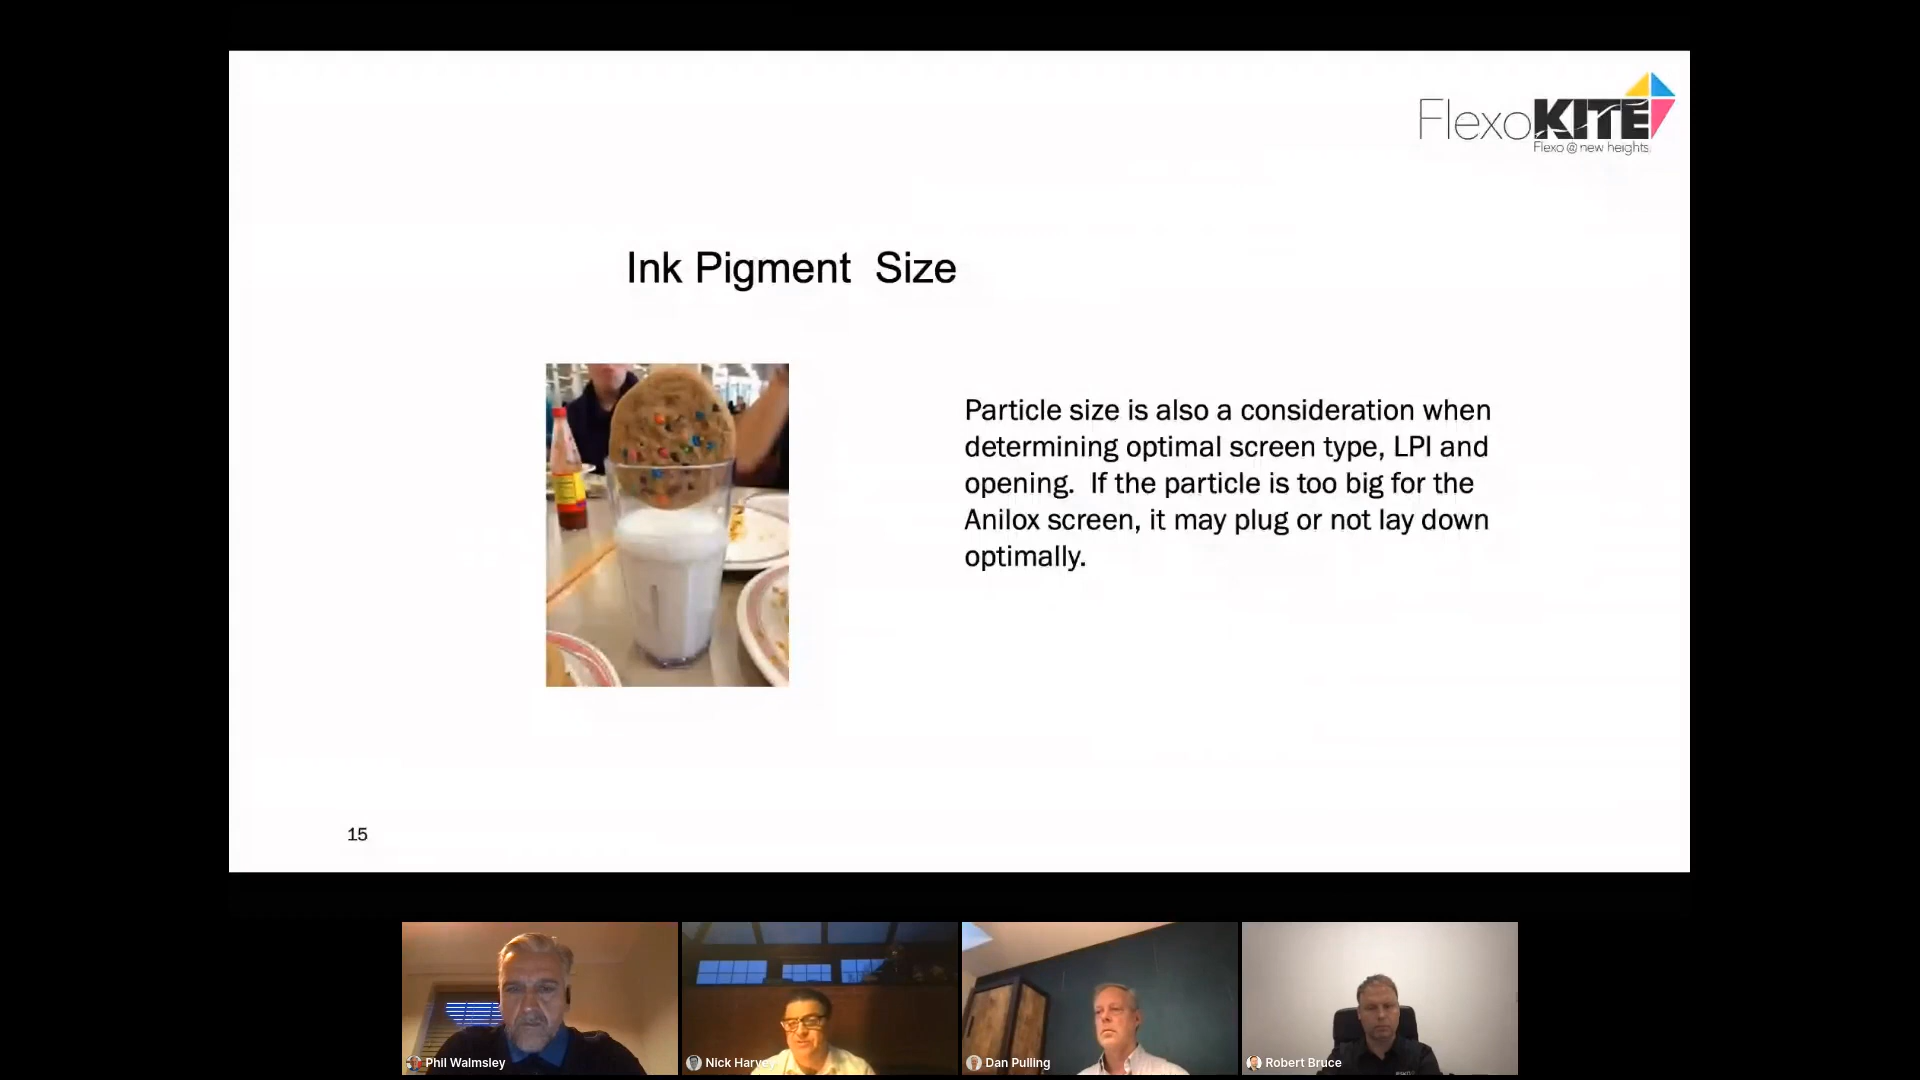 FlexoKITE
Flexo @ new heights
Ink Pigment  Size
Particle size is also a consideration when
determining optimal screen type, LPI and
opening.  If the particle is too big for the
Anilox screen, it may plug or not lay down
optimally.
15
Phil Walmsley
Nick Harvey
Dan Pulling
Robert Bruce